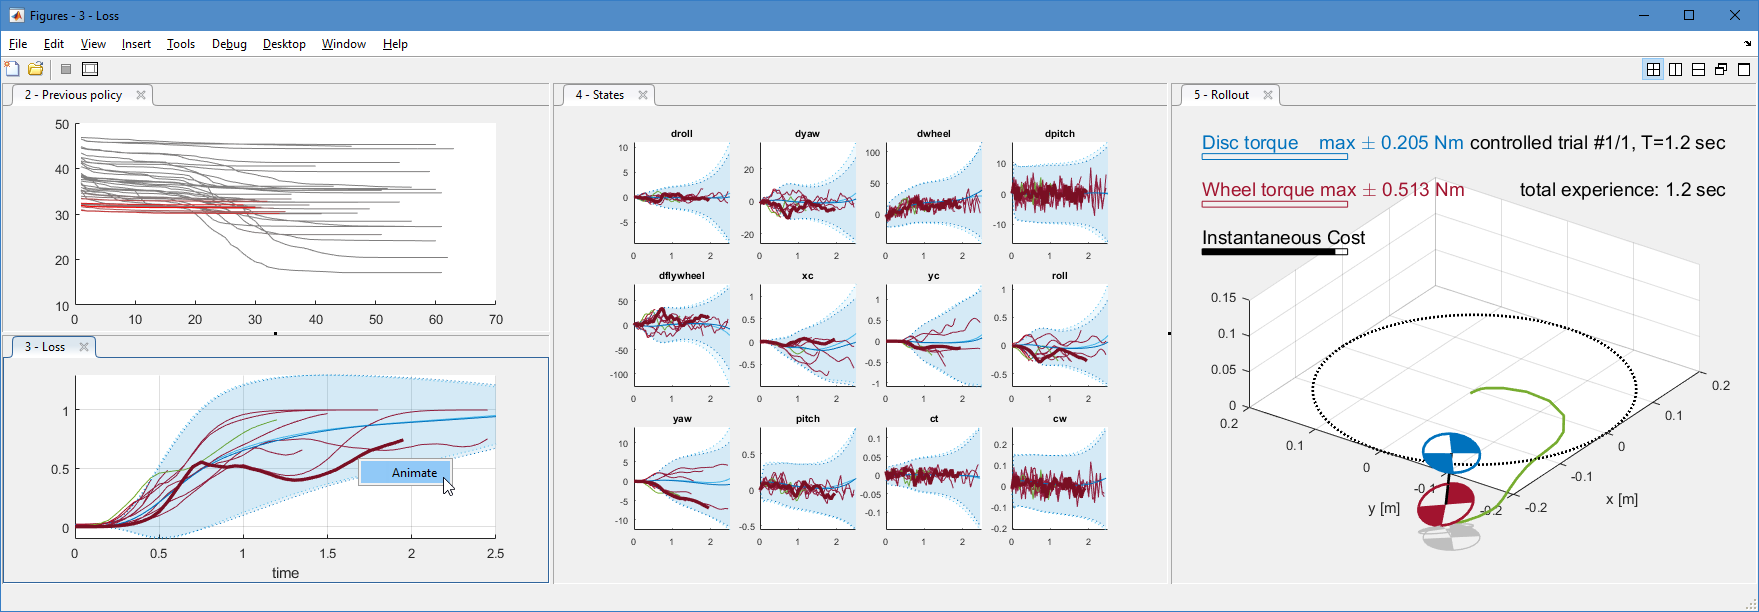 Figures - 3 - Loss
File Edit View Insert Tools Debug Desktop Window Help
2 - Previous policy
50
40
30
20
10
0 10 20 30 40 50 60 70
3 - Loss
1
0.5
0
0 0.5 1 1.5 2 2.5
time
Animate
4 - States
droll dyaw dwheel dpitch
10
5
0
-5
0 1 2
20
0
-20
0 1 2
100
50
0
0 1 2
10
0
-10
0 1 2
dflywheel xc yc roll
50
0
-50
-100
0 1 2
1
0.5
0
-0.5
0 1 2
1
0.5
0
-0.5
-1
0 1 2
1
0.5
0
-0.5
0 1 2
yaw pitch ct cw
10
5
0
-5
-10
0 1 2
0.5
0
-0.5
0 1 2
0.1
0.05
0
-0.05
-0.1
0 1 2
0.2
0.1
0
-0.1
-0.2
0 1 2
5 - Rollout
Disc torque max ± 0.205 Nm controlled trial #1/1, T=1.2 sec
Wheel torque max ± 0.513 Nm total experience: 1.2 sec
Instantaneous Cost
0.15
0.1
0.05
0
0.2
0.1
0
-0.1
-0.2
y [m]
-0.2
-0.1
0
0.1
0.2
x [m]